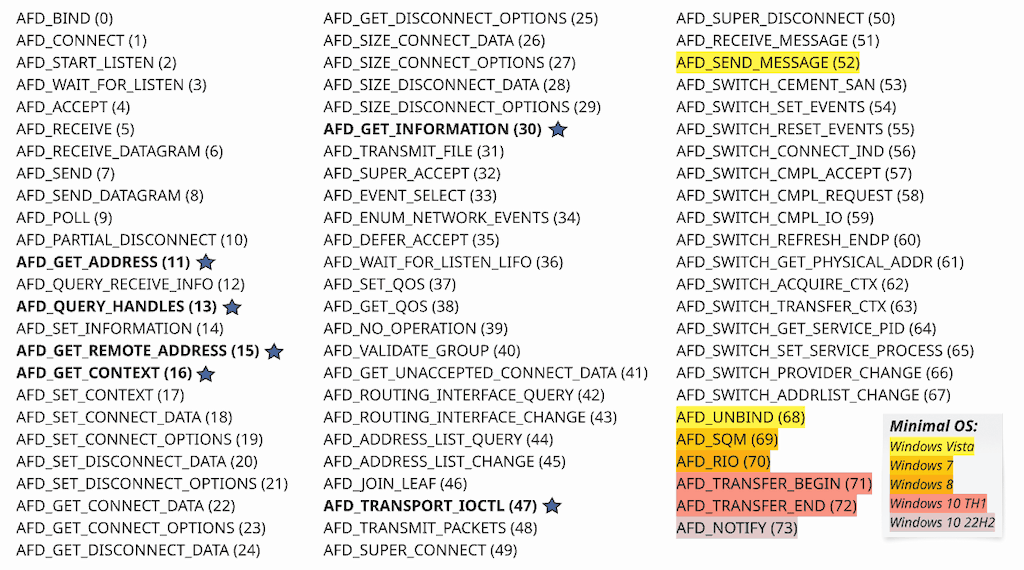 AFD_BIND (0)
AFD_CONNECT (1)
AFD_START_LISTEN (2)
AFD_WAIT_FOR_LISTEN (3)
AFD_ACCEPT (4)
AFD_RECEIVE (5)
AFD_RECEIVE_DATAGRAM (6)
AFD_SEND (7)
AFD_SEND_DATAGRAM (8)
AFD_POLL (9)
AFD_PARTIAL_DISCONNECT (10)
AFD_GET_ADDRESS (11)
AFD_QUERY_RECEIVE_INFO (12)
AFD_QUERY_HANDLES (13)
AFD_SET_INFORMATION (14)
AFD_GET_REMOTE_ADDRESS (15)
AFD_GET_CONTEXT (16)
AFD_SET_CONTEXT (17)
AFD_SET_CONNECT_DATA (18)
AFD_SET_CONNECT_OPTIONS (19)
AFD_SET_DISCONNECT_DATA (20)
AFD_SET_DISCONNECT_OPTIONS (21)
AFD_GET_CONNECT_DATA (22)
AFD_GET_CONNECT_OPTIONS (23)
AFD_GET_DISCONNECT_DATA (24)
AFD_GET_DISCONNECT_OPTIONS (25)
AFD_SIZE_CONNECT_DATA (26)
AFD_SIZE_CONNECT_OPTIONS (27)
AFD_SIZE_DISCONNECT_DATA (28)
AFD_SIZE_DISCONNECT_OPTIONS (29)
AFD_GET_INFORMATION (30)
AFD_TRANSMIT_FILE (31)
AFD_SUPER_ACCEPT (32)
AFD_EVENT_SELECT (33)
AFD_ENUM_NETWORK_EVENTS (34)
AFD_DEFER_ACCEPT (35)
AFD_WAIT_FOR_LISTEN_LIFO (36)
AFD_SET_QOS (37)
AFD_GET_QOS (38)
AFD_NO_OPERATION (39)
AFD_VALIDATE_GROUP (40)
AFD_GET_UNACCEPTED_CONNECT_DATA (41)
AFD_ROUTING_INTERFACE_QUERY (42)
AFD_ROUTING_INTERFACE_CHANGE (43)
AFD_ADDRESS_LIST_QUERY (44)
AFD_ADDRESS_LIST_CHANGE (45)
AFD_JOIN_LEAF (46)
AFD_TRANSPORT_IOCTL (47)
AFD_TRANSMIT_PACKETS (48)
AFD_SUPER_CONNECT (49)
AFD_SUPER_DISCONNECT (50)
AFD_RECEIVE_MESSAGE (51)
AFD_SEND_MESSAGE (52)
AFD_SWITCH_CEMENT_SAN (53)
AFD_SWITCH_SET_EVENTS (54)
AFD_SWITCH_RESET_EVENTS (55)
AFD_SWITCH_CONNECT_IND (56)
AFD_SWITCH_CMPL_ACCEPT (57)
AFD_SWITCH_CMPL_REQUEST (58)
AFD_SWITCH_CMPL_IO (59)
AFD_SWITCH_REFRESH_ENDP (60)
AFD_SWITCH_GET_PHYSICAL_ADDR (61)
AFD_SWITCH_ACQUIRE_CTX (62)
AFD_SWITCH_TRANSFER_CTX (63)
AFD_SWITCH_GET_SERVICE_PID (64)
AFD_SWITCH_SET_SERVICE_PROCESS (65)
AFD_SWITCH_PROVIDER_CHANGE (66)
AFD_SWITCH_ADDRLIST_CHANGE (67)
AFD_UNBIND (68)
AFD_SQM (69)
AFD_RIO (70)
AFD_TRANSFER_BEGIN (71)
AFD_TRANSFER_END (72)
AFD_NOTIFY (73)
Minimal OS:
Windows Vista
Windows 7
Windows 8
Windows 10 TH1
Windows 10 22H2